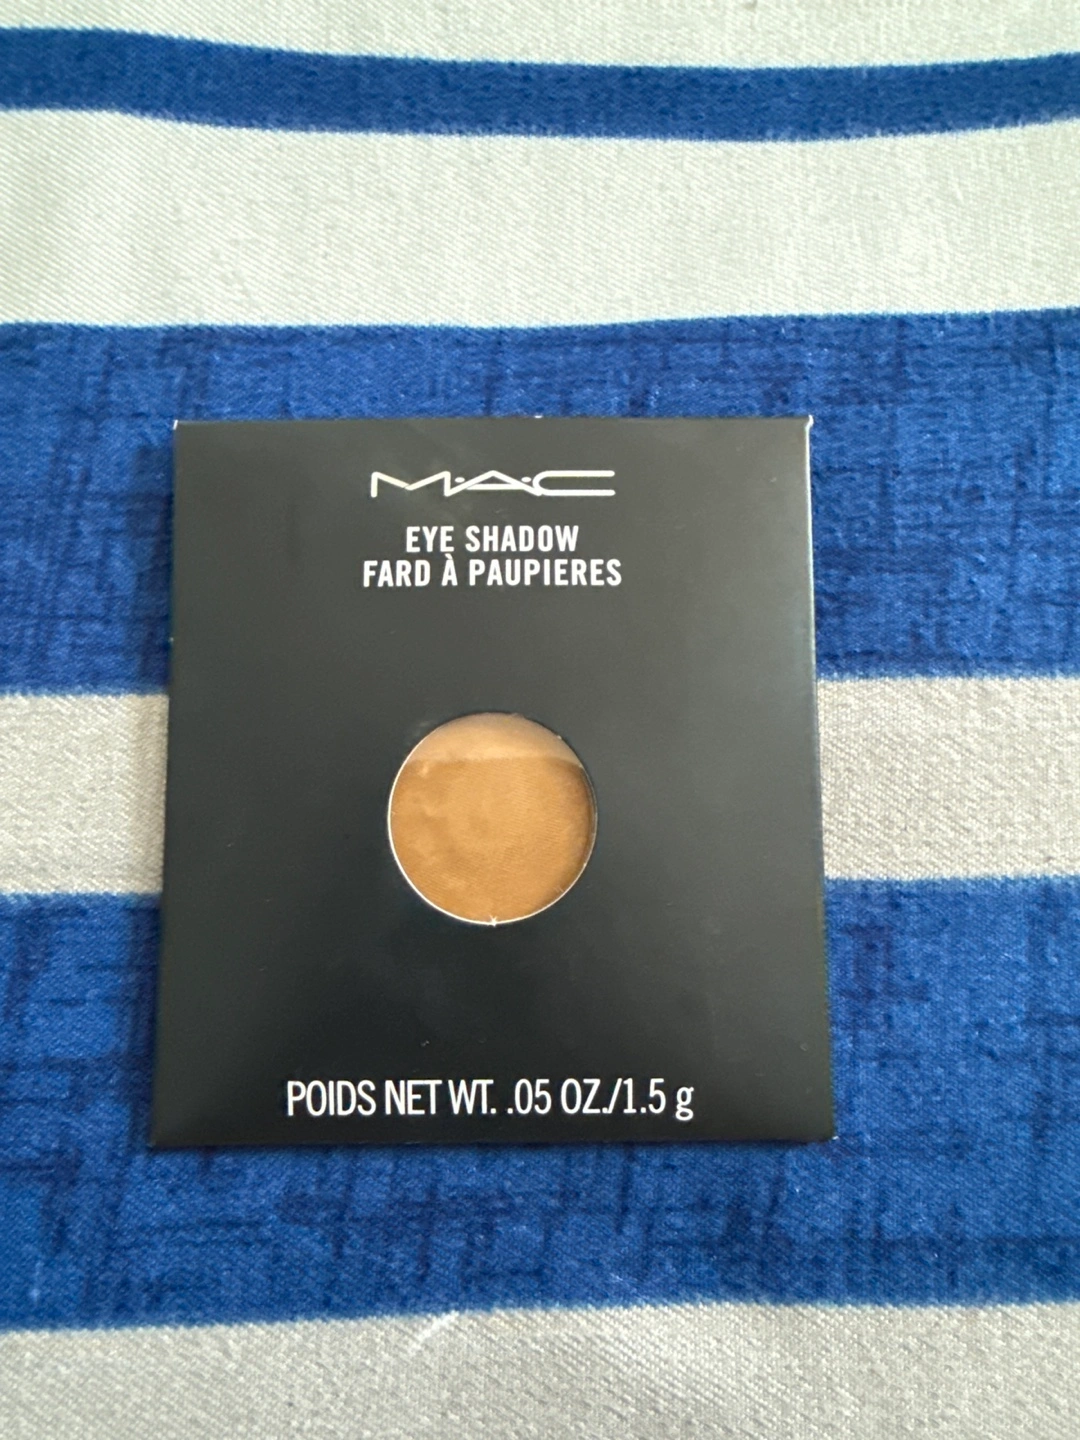 M·A·C
EYE SHADOW
FARD À PAUPIERES
POIDS NET WT. .05 OZ./1.5 g